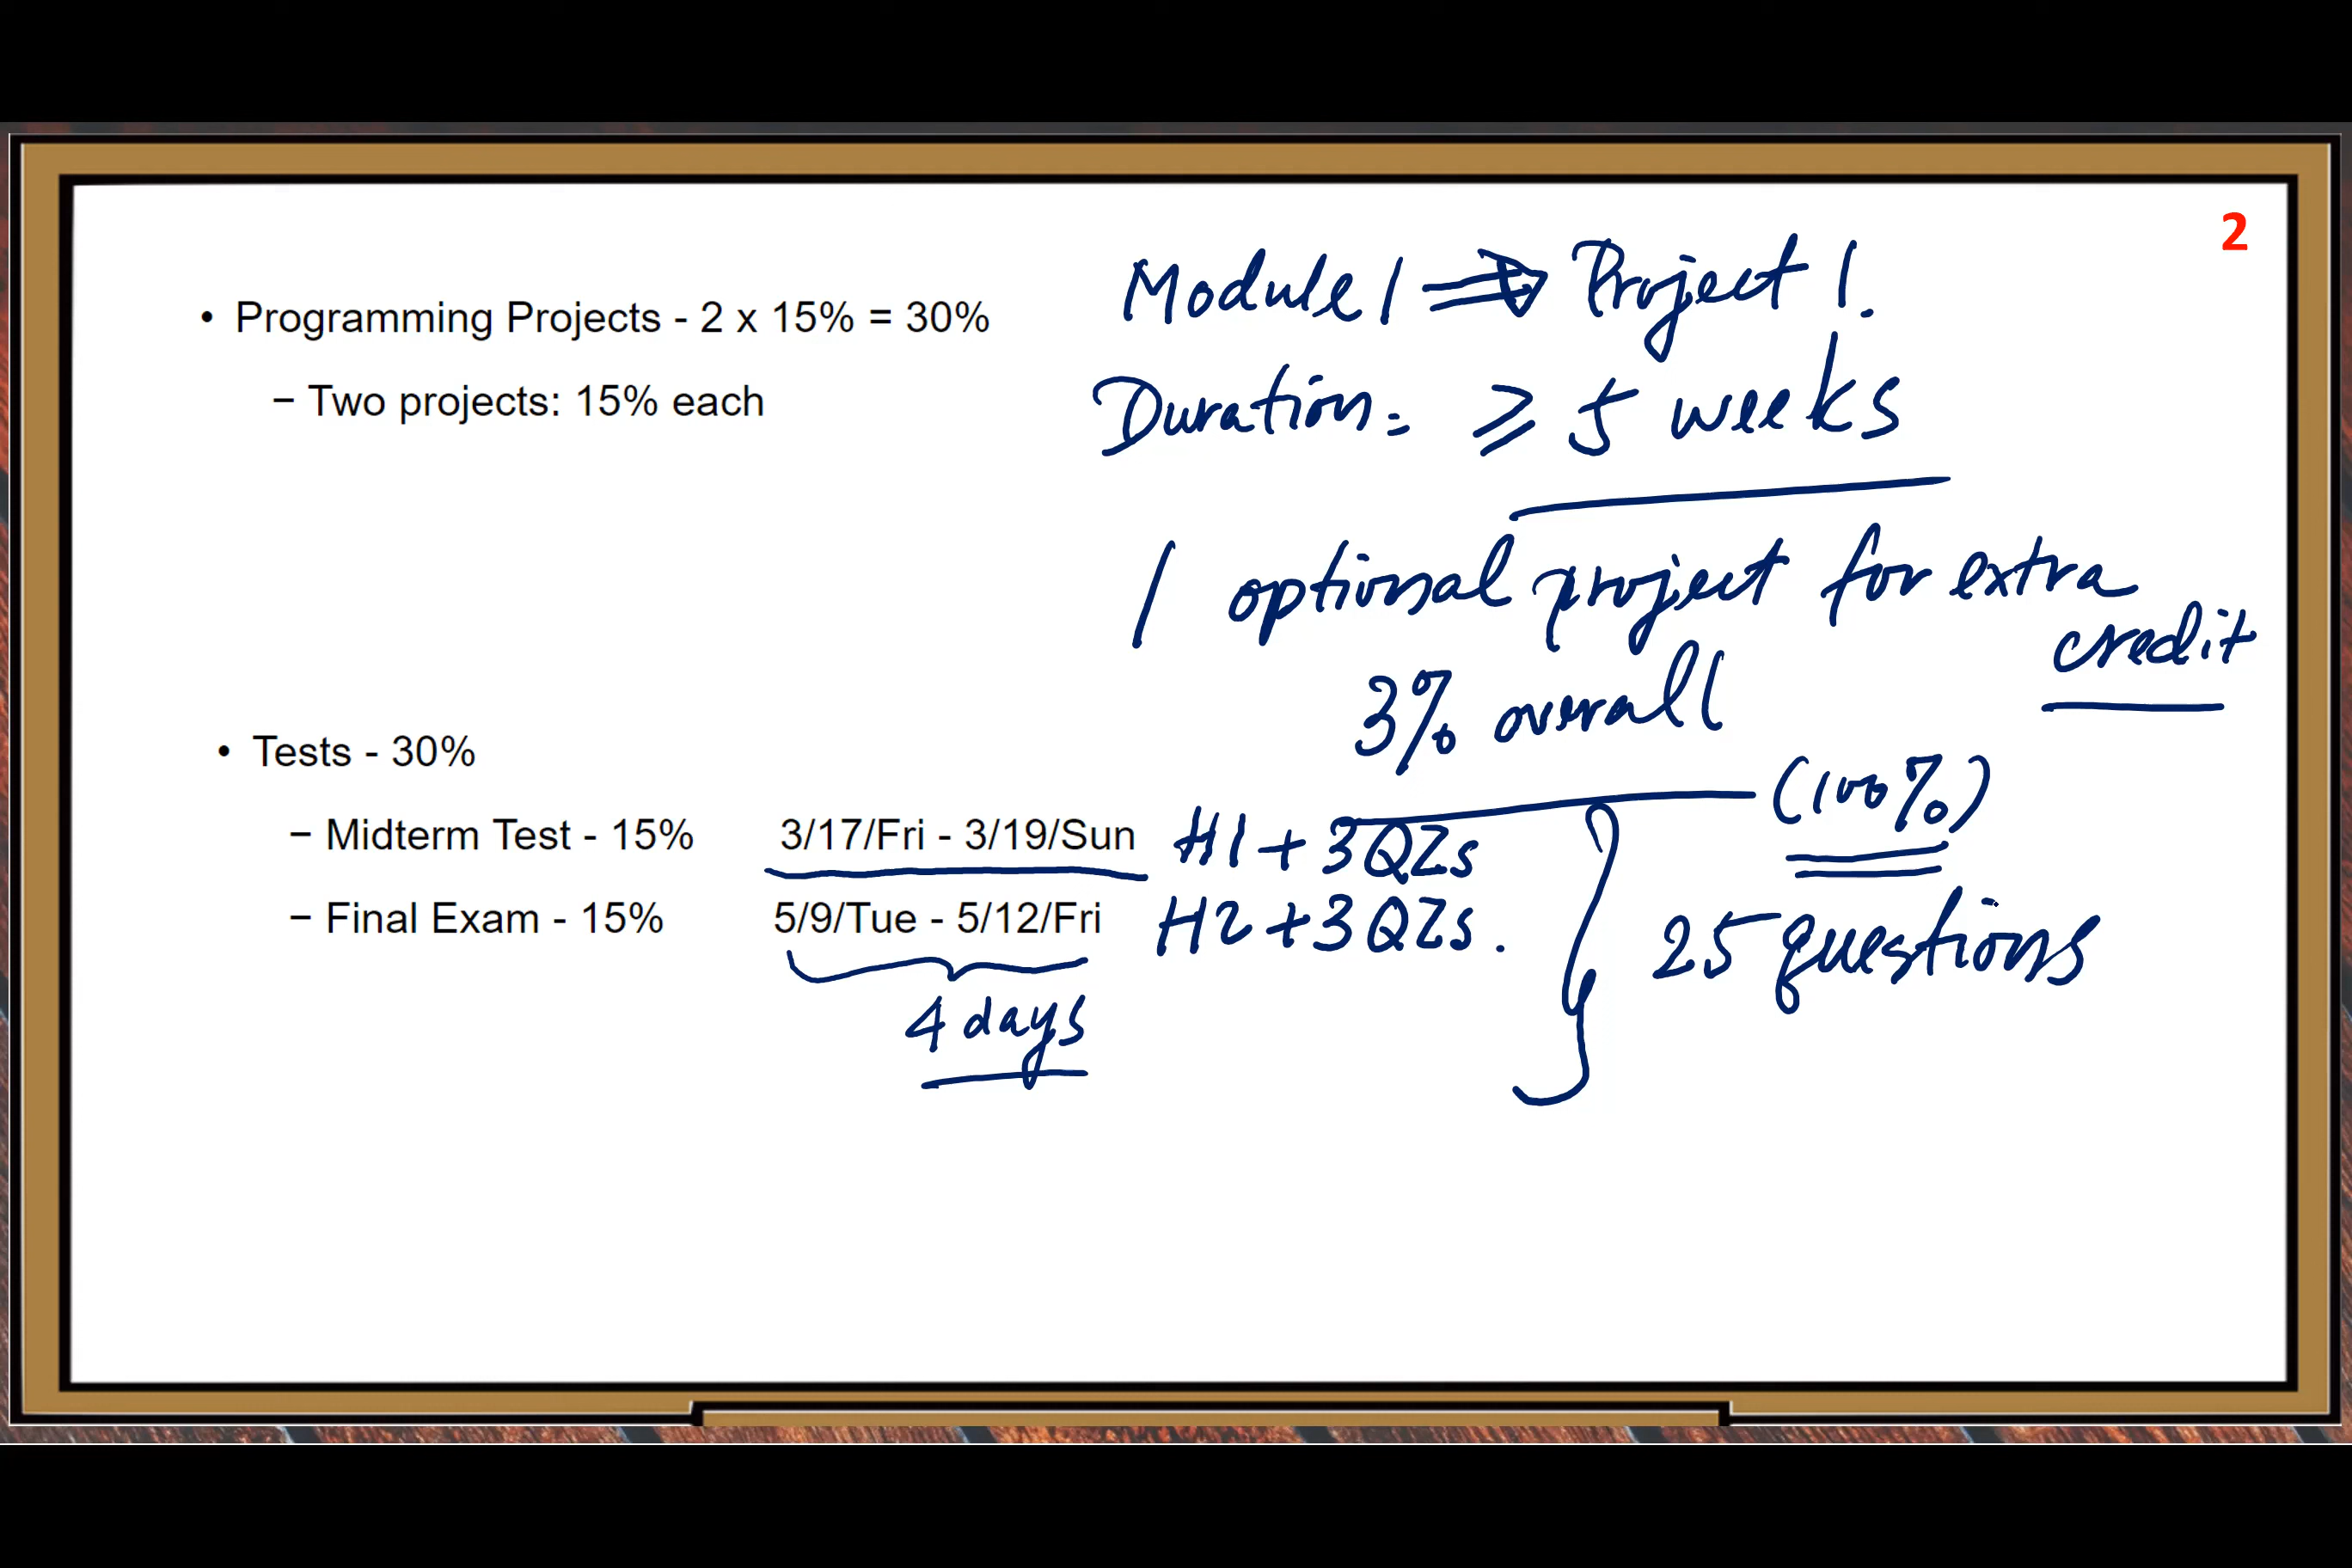 2
• Programming Projects - 2 x 15% = 30%
– Two projects: 15% each
Module 1 ⇒ Project 1.
Duration: ≥ 5 weeks
1 optional project for extra
credit
3% overall
(100%)
• Tests - 30%
– Midterm Test - 15% 3/17/Fri - 3/19/Sun H1 + 3QZs
– Final Exam - 15% 5/9/Tue - 5/12/Fri H2 + 3QZs.
25 questions
4 days